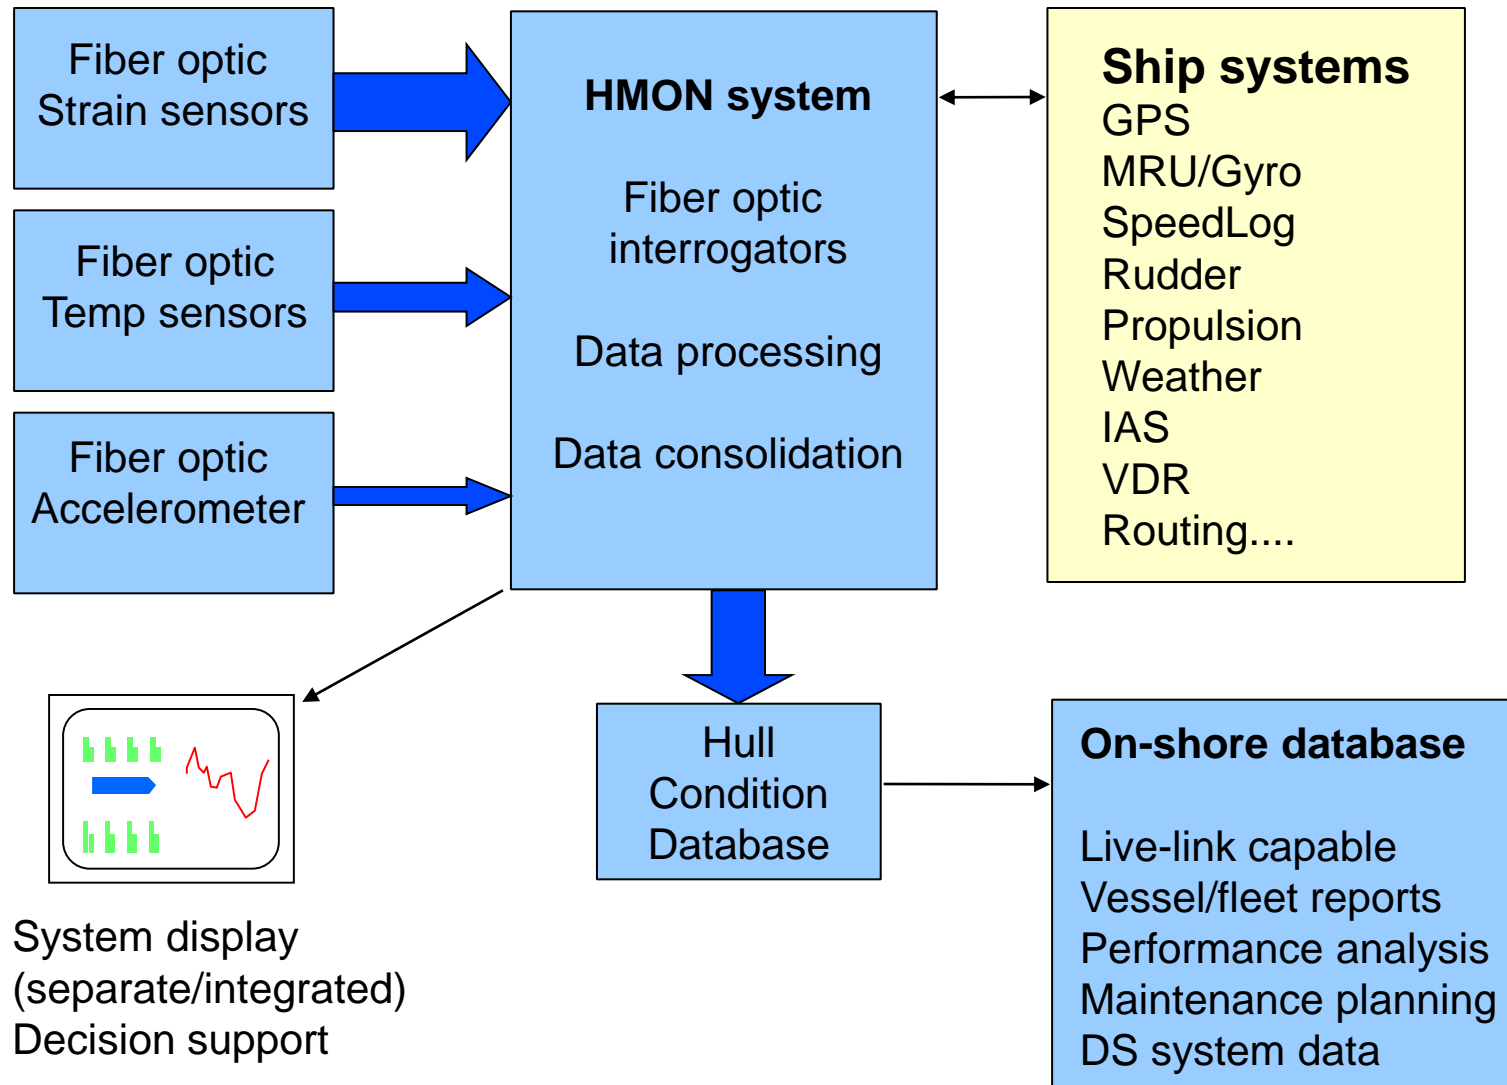 Fiber optic
Strain sensors
Fiber optic
Temp sensors
Fiber optic
Accelerometer
HMON system
Fiber optic
interrogators
Data processing
Data consolidation
Ship systems
GPS
MRU/Gyro
SpeedLog
Rudder
Propulsion
Weather
IAS
VDR
Routing....
System display
(separate/integrated)
Decision support
Hull
Condition
Database
On-shore database
Live-link capable
Vessel/fleet reports
Performance analysis
Maintenance planning
DS system data